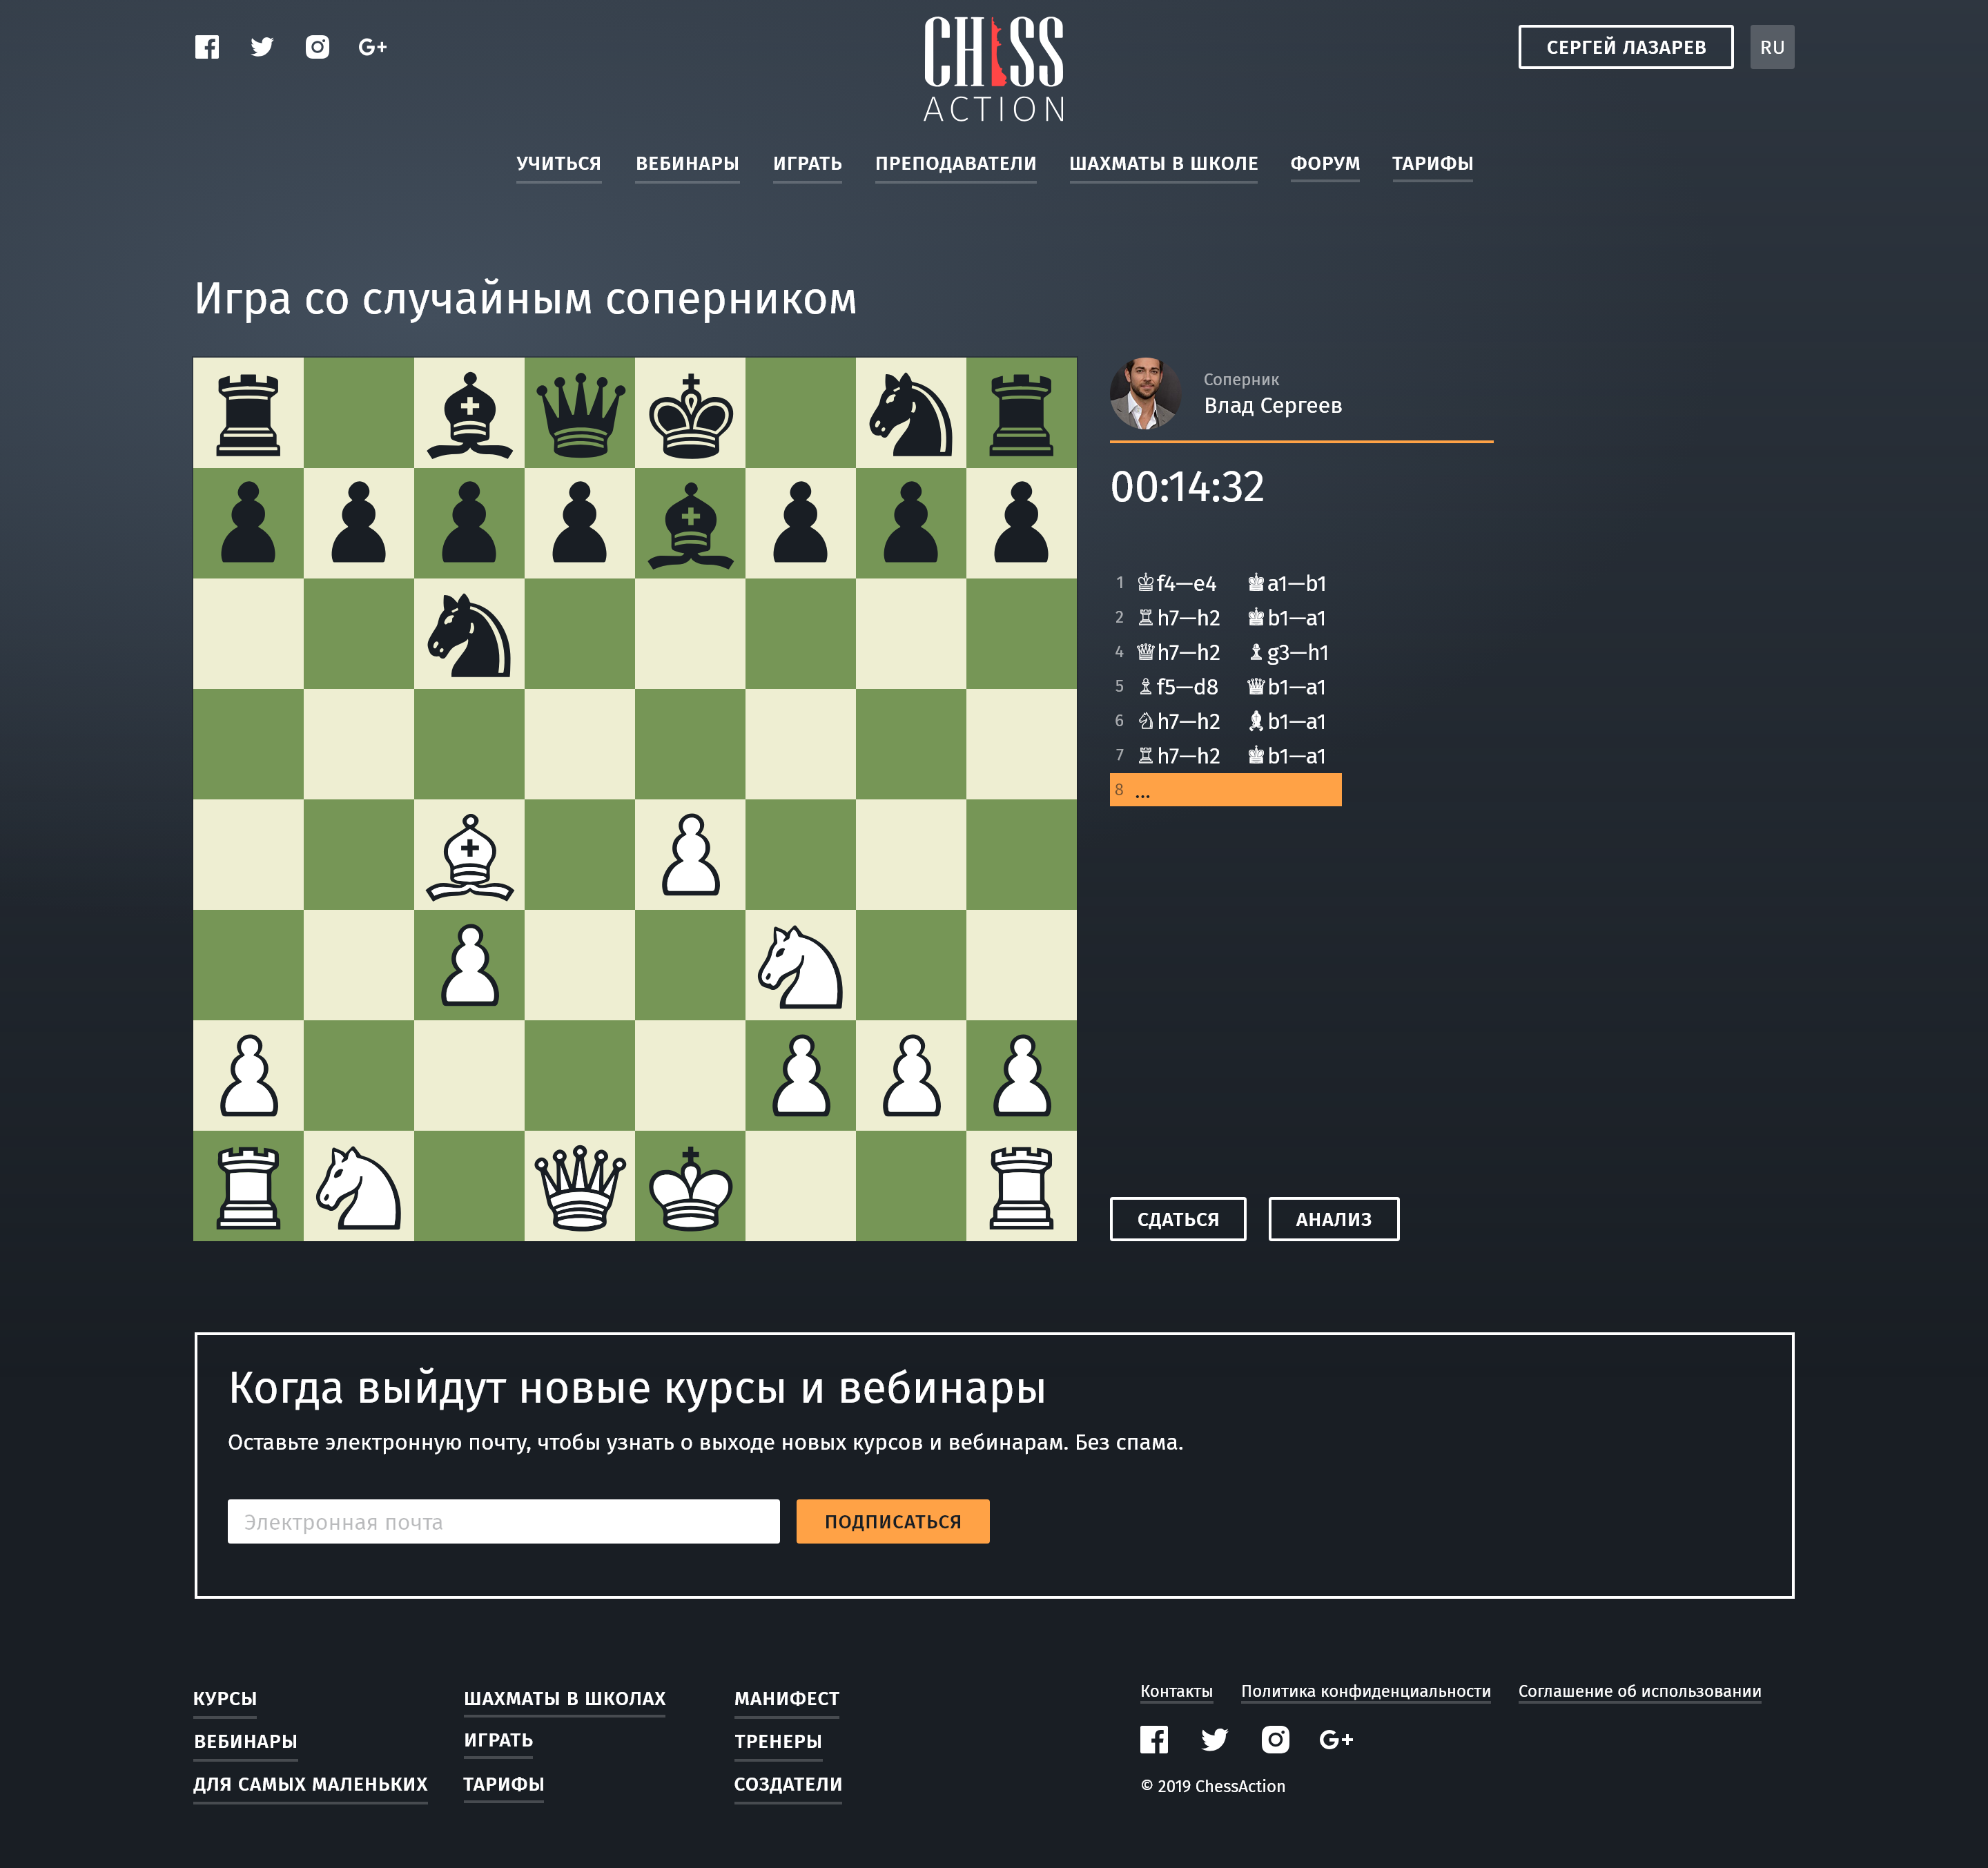 CHESS
ACTION
СЕРГЕЙ ЛАЗАРЕВ
RU
УЧИТЬСЯ ВЕБИНАРЫ ИГРАТЬ ПРЕПОДАВАТЕЛИ ШАХМАТЫ В ШКОЛЕ ФОРУМ ТАРИФЫ
Игра со случайным соперником
Соперник
Влад Сергеев
00:14:32
1 ♔f4—e4 ♚a1—b1
2 ♖h7—h2 ♚b1—a1
4 ♕h7—h2 ♝g3—h1
5 ♗f5—d8 ♛b1—a1
6 ♘h7—h2 ♝b1—a1
7 ♖h7—h2 ♚b1—a1
8 ...
СДАТЬСЯ АНАЛИЗ
Когда выйдут новые курсы и вебинары
Оставьте электронную почту, чтобы узнать о выходе новых курсов и вебинарам. Без спама.
Электронная почта
ПОДПИСАТЬСЯ
КУРСЫ
ВЕБИНАРЫ
ДЛЯ САМЫХ МАЛЕНЬКИХ
ШАХМАТЫ В ШКОЛАХ
ИГРАТЬ
ТАРИФЫ
МАНИФЕСТ
ТРЕНЕРЫ
СОЗДАТЕЛИ
Контакты Политика конфиденциальности Соглашение об использовании
G+
© 2019 ChessAction